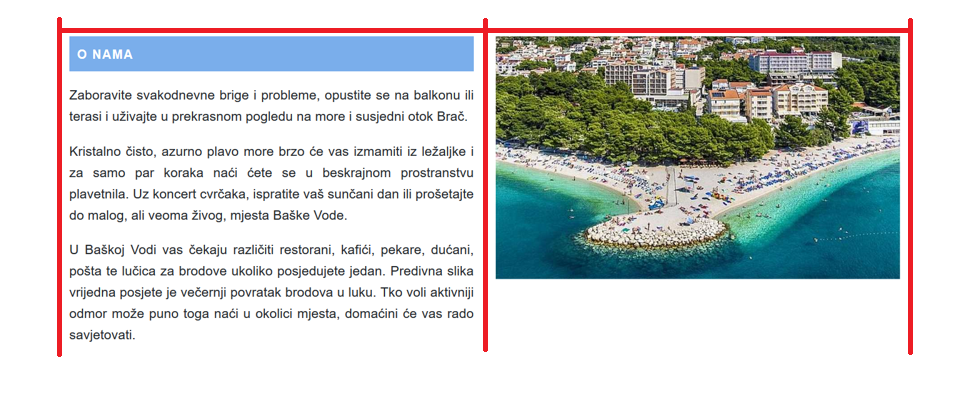 O NAMA
Zaboravite svakodnevne brige i probleme, opustite se na balkonu ili
terasi i uživajte u prekrasnom pogledu na more i susjedni otok Brač.
Kristalno čisto, azurno plavo more brzo će vas izmamiti iz ležaljke i
za samo par koraka naći ćete se u beskrajnom prostranstvu
plavetnila. Uz koncert cvrčaka, ispratite vaš sunčani dan ili prošetajte
do malog, ali veoma živog, mjesta Baške Vode.
U Baškoj Vodi vas čekaju različiti restorani, kafići, pekare, dućani,
pošta te lučica za brodove ukoliko posjedujete jedan. Predivna slika
vrijedna posjete je večernji povratak brodova u luku. Tko voli aktivniji
odmor može puno toga naći u okolici mjesta, domaćini će vas rado
savjetovati.